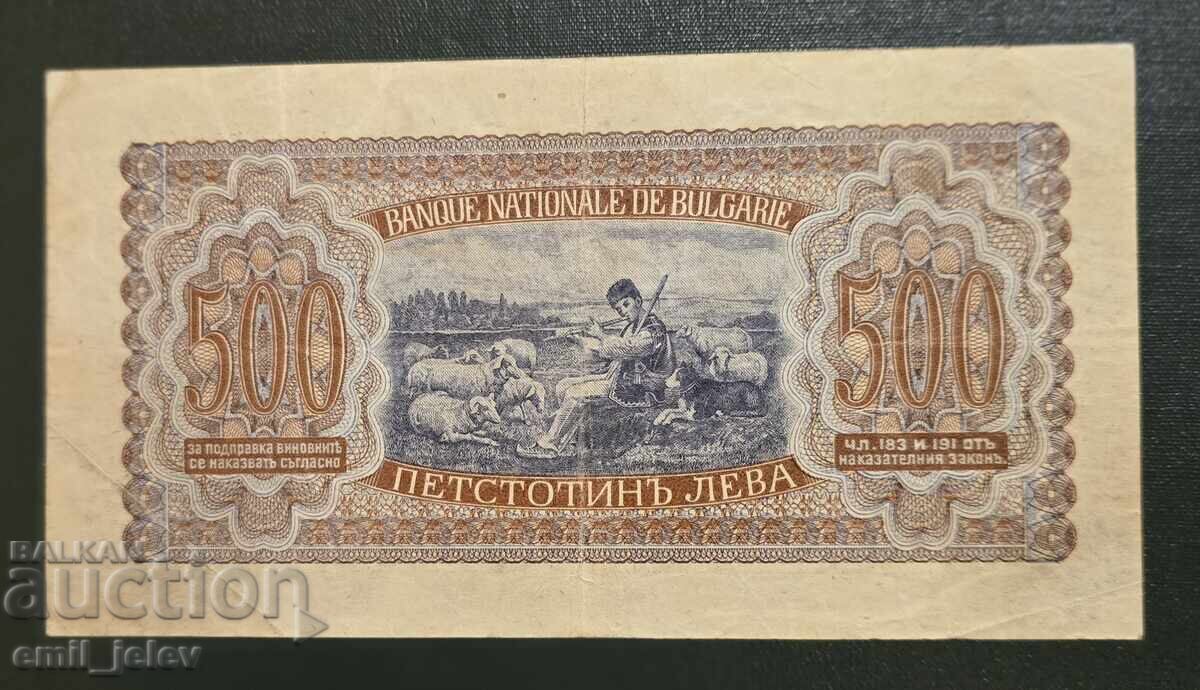 BANQUE NATIONALE DE BULGARIE
500
500
ЗА ПОДПРАВКА ВИНОВНИТѢ
СЕ НАКАЗВАТЪ СЪГЛАСНО
ЧЛ. 183 И 191 ОТЪ
НАКАЗАТЕЛНИЯ ЗАКОНЪ.
ПЕТСТОТИНЪ ЛЕВА
BALKAN
auction
emil_jelev